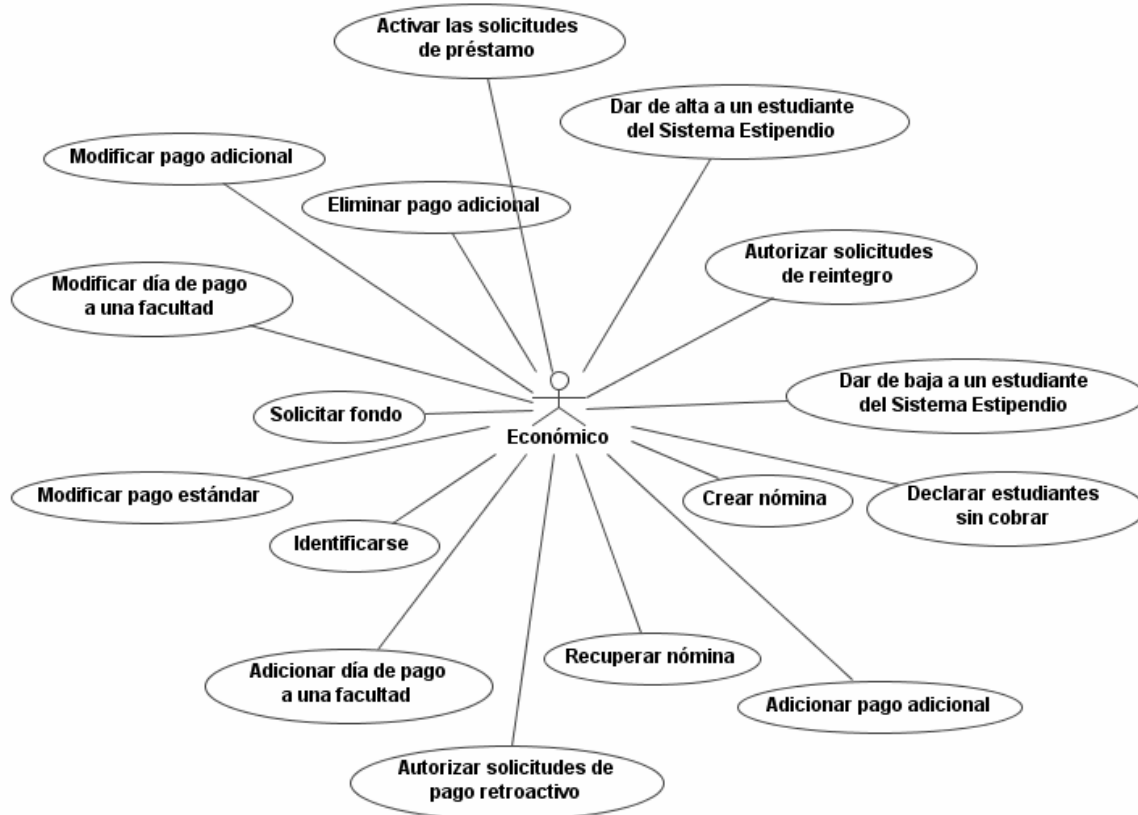 Activar las solicitudes
de préstamo
Dar de alta a un estudiante
del Sistema Estipendio
Modificar pago adicional
Eliminar pago adicional
Autorizar solicitudes
de reintegro
Modificar día de pago
a una facultad
Dar de baja a un estudiante
del Sistema Estipendio
Solicitar fondo
Económico
Modificar pago estándar
Crear nómina
Declarar estudiantes
sin cobrar
Identificarse
Adicionar día de pago
a una facultad
Recuperar nómina
Adicionar pago adicional
Autorizar solicitudes de
pago retroactivo